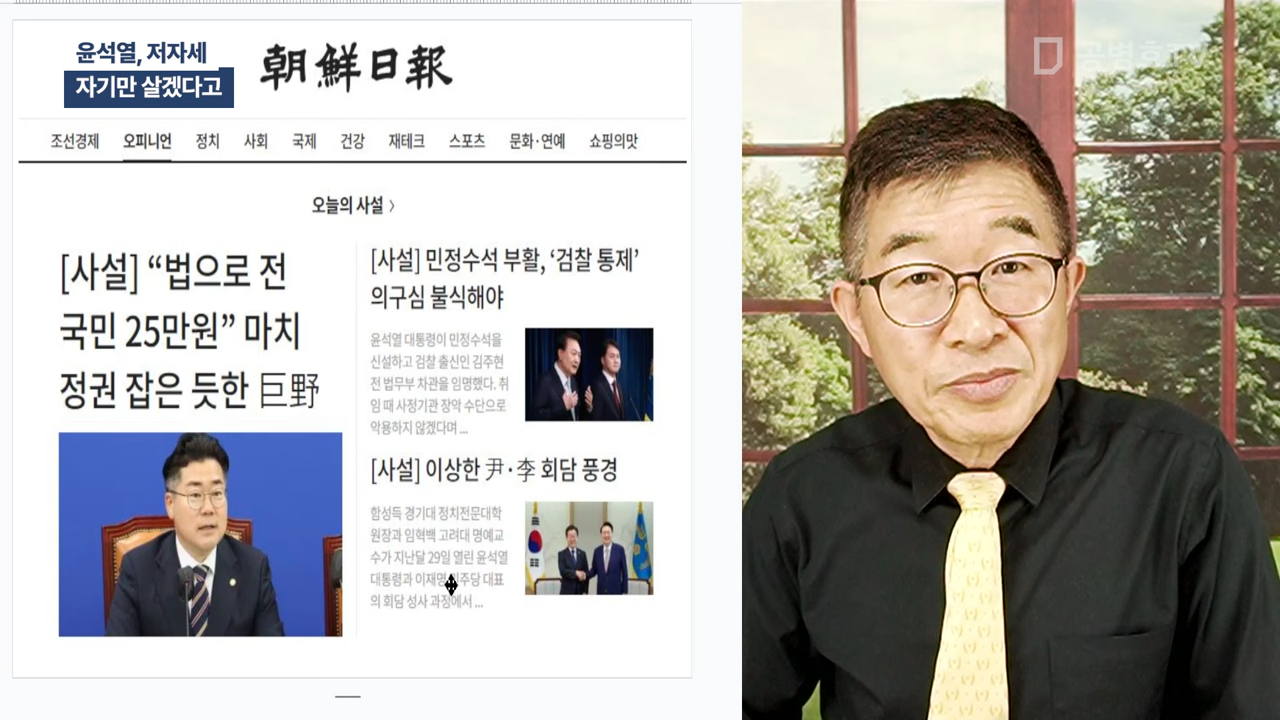 윤석열, 저자세
자기만 살겠다고
朝鮮日報
조선경제 오피니언 정치 사회 국제 건강 재테크 스포츠 문화·연예 쇼핑의맛
오늘의 사설 〉
[사설] “법으로 전
국민 25만원” 마치
정권 잡은 듯한 巨野
[사설] 민정수석 부활, ‘검찰 통제’
의구심 불식해야
윤석열 대통령이 민정수석을
신설하고 검찰 출신인 김주현
전 법무부 차관을 임명했다. 취
임 때 사정기관 장악 수단으로
악용하지 않겠다며 ...
[사설] 이상한 尹·李 회담 풍경
함성득 경기대 정치전문대학
원장과 임혁백 고려대 명예교
수가 지난달 29일 열린 윤석열
대통령과 이재명 민주당 대표
의 회담 성사 과정에서 ...
공병호TV